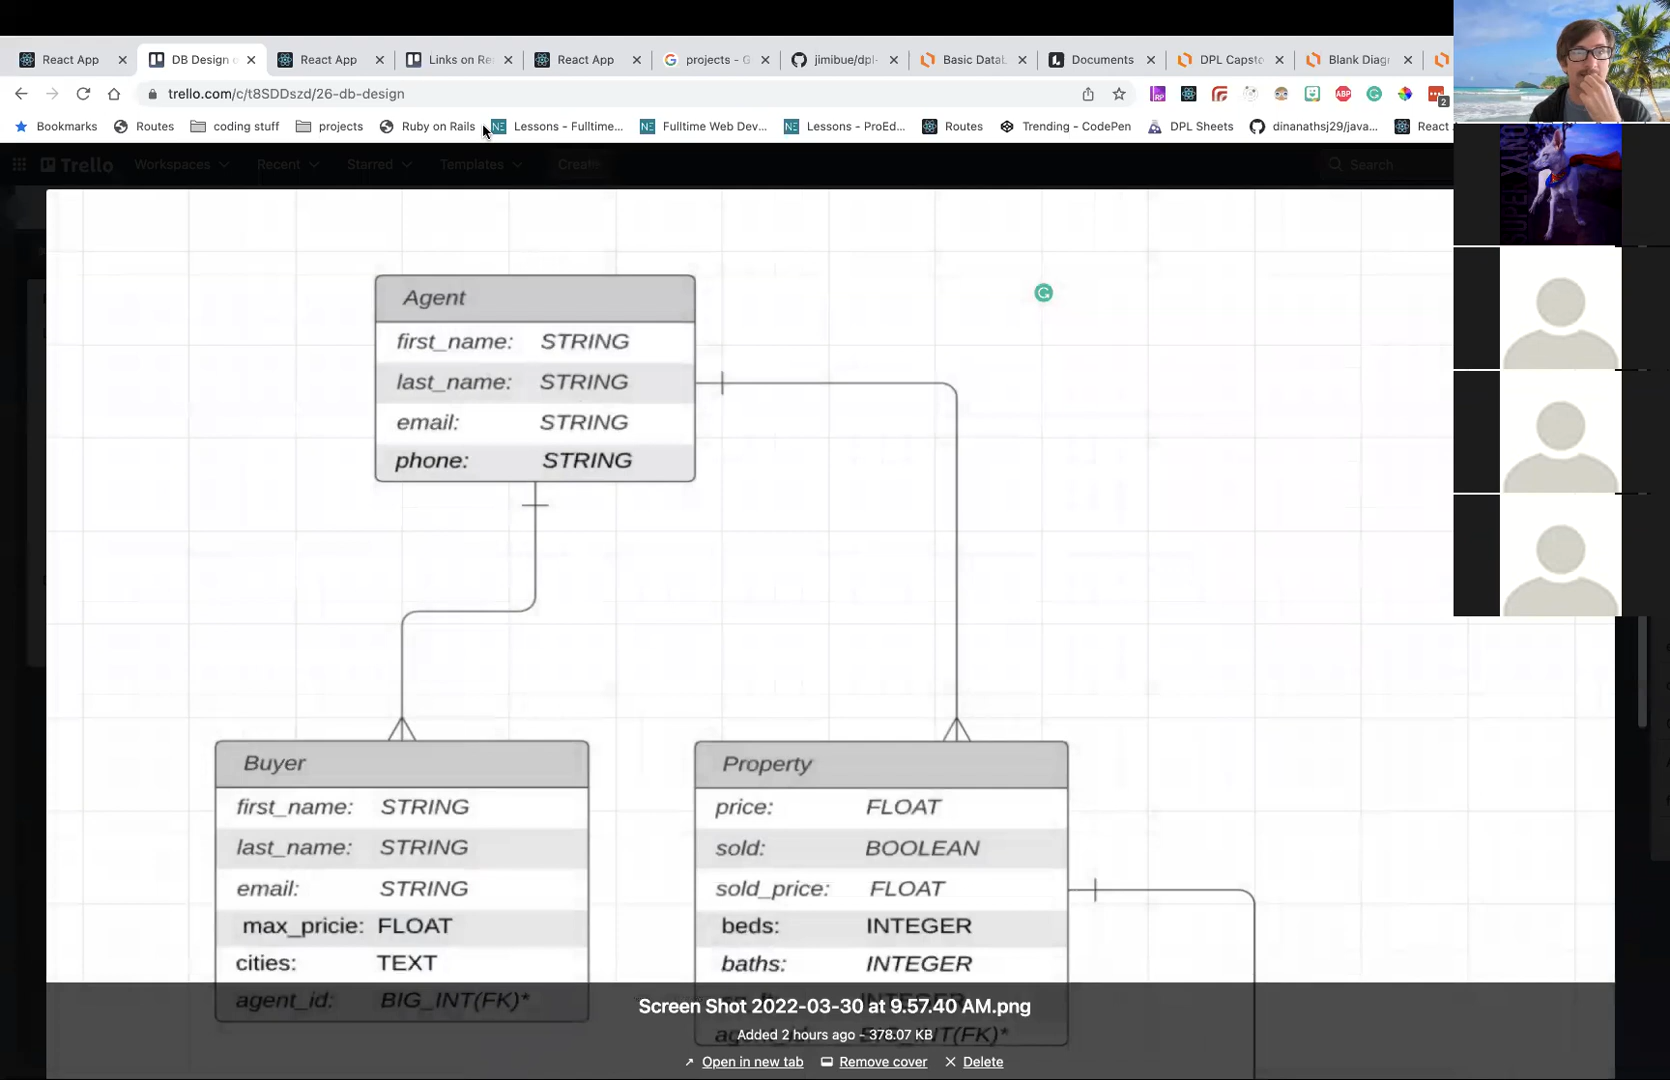 React App
DB Design o
React App
Links on Re
React App
projects - G
jimibue/dpl-
Basic Datab
Documents
DPL Capsto
Blank Diagr
trello.com/c/t8SDDszd/26-db-design
2
Bookmarks
Routes
coding stuff
projects
Ruby on Rails
Lessons - Fulltime...
Fulltime Web Dev...
Lessons - ProEd...
Routes
Trending - CodePen
DPL Sheets
dinanathsj29/java...
React
Trello
Workspaces
Recent
Starred
Templates
Create
Search
Agent
first_name: STRING
last_name: STRING
email: STRING
phone: STRING
Buyer
first_name: STRING
last_name: STRING
email: STRING
max_pricie: FLOAT
cities: TEXT
agent_id: BIG_INT(FK)*
Property
price: FLOAT
sold: BOOLEAN
sold_price: FLOAT
beds: INTEGER
baths: INTEGER
INTEGER
agent_id: BIG_INT(FK)*
Screen Shot 2022-03-30 at 9.57.40 AM.png
Added 2 hours ago - 378.07 KB
Open in new tab
Remove cover
Delete